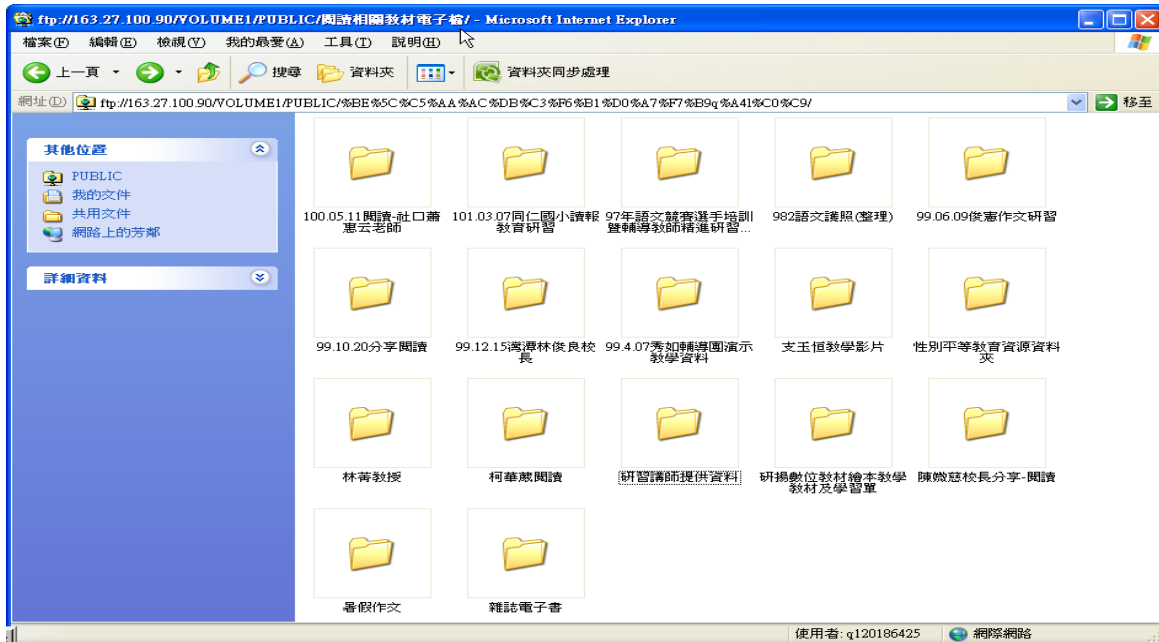 ftp://163.27.100.90/VOLUME1/PUBLIC/閱讀相關教材電子檔/ - Microsoft Internet Explorer
檔案(F) 編輯(E) 檢視(V) 我的最愛(A) 工具(T) 說明(H)
上一頁 搜尋 資料夾 資料夾同步處理
網址(D) ftp://163.27.100.90/VOLUME1/PUBLIC/%BE%5C%C5%AA%AC%DB%C3%F6%B1%D0%A7%F7%B9q%A41%C0%C9/ 移至
其他位置
PUBLIC
我的文件
共用文件
網路上的芳鄰
詳細資料
100.05.11閱讀-社口蕭惠云老師
101.03.07同仁國小讀報教育研習
97年語文競賽選手培訓暨輔導教師精進研習...
982語文護照(整理)
99.06.09俊憲作文研習
99.10.20分享閱讀
99.12.15灣潭林俊良校長
99.4.07秀如輔導團演示教學資料
支玉恒教學影片
性別平等教育資源資料夾
林菁教授
柯華葳閱讀
研習講師提供資料
研揚數位教材繪本教學教材及學習單
陳媺慈校長分享-閱讀
暑假作文
雜誌電子書
使用者: q120186425 網際網路